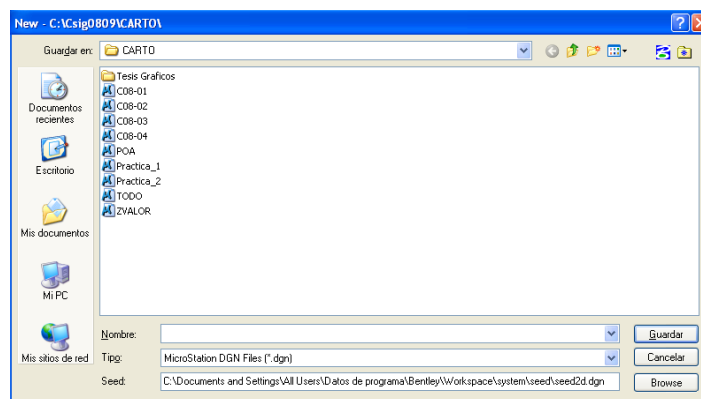 New - C:\Csig0809\CARTO\
Guardar en: CARTO
Tesis Graficos
C08-01
C08-02
C08-03
C08-04
POA
Practica_1
Practica_2
TODO
ZVALOR
Documentos
recientes
Escritorio
Mis documentos
Mi PC
Mis sitios de red
Nombre:
Guardar
Tipo: MicroStation DGN Files (*.dgn)
Cancelar
Seed: C:\Documents and Settings\All Users\Datos de programa\Bentley\Workspace\system\seed\seed2d.dgn
Browse